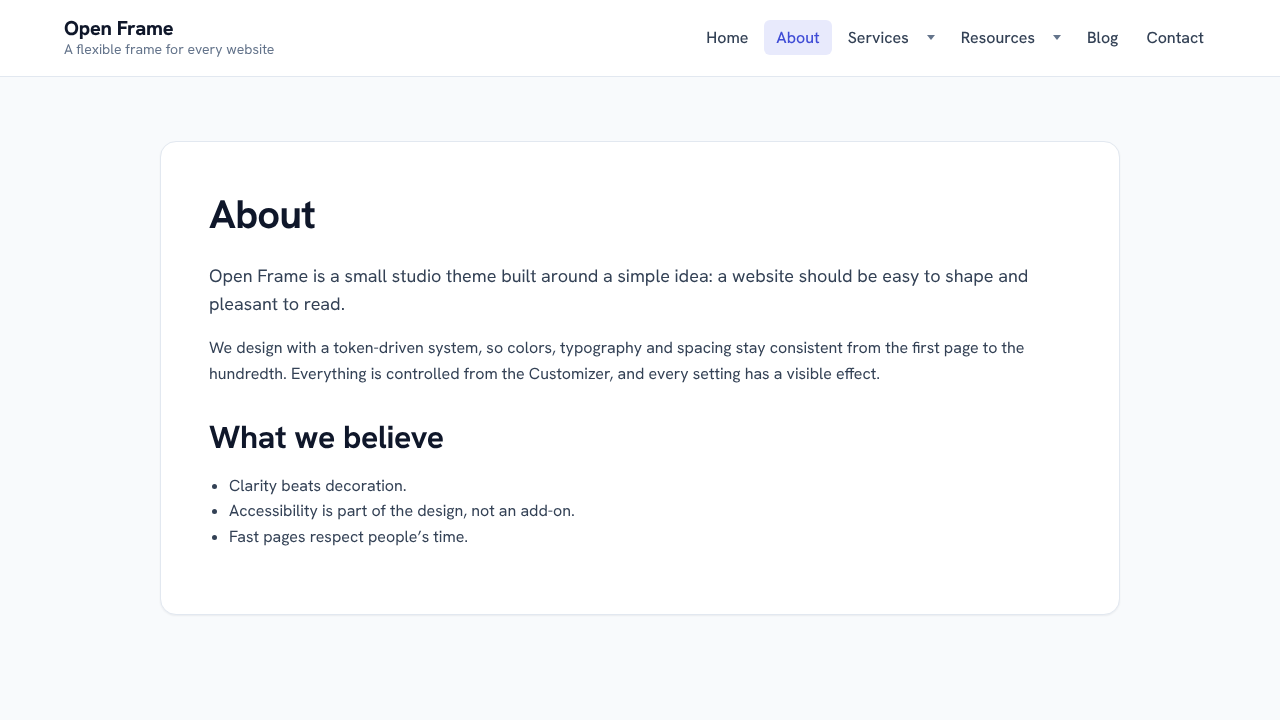 Open Frame
A flexible frame for every website
Home About Services Resources Blog Contact
About
Open Frame is a small studio theme built around a simple idea: a website should be easy to shape and
pleasant to read.
We design with a token-driven system, so colors, typography and spacing stay consistent from the first page to the
hundredth. Everything is controlled from the Customizer, and every setting has a visible effect.
What we believe
• Clarity beats decoration.
• Accessibility is part of the design, not an add-on.
• Fast pages respect people’s time.